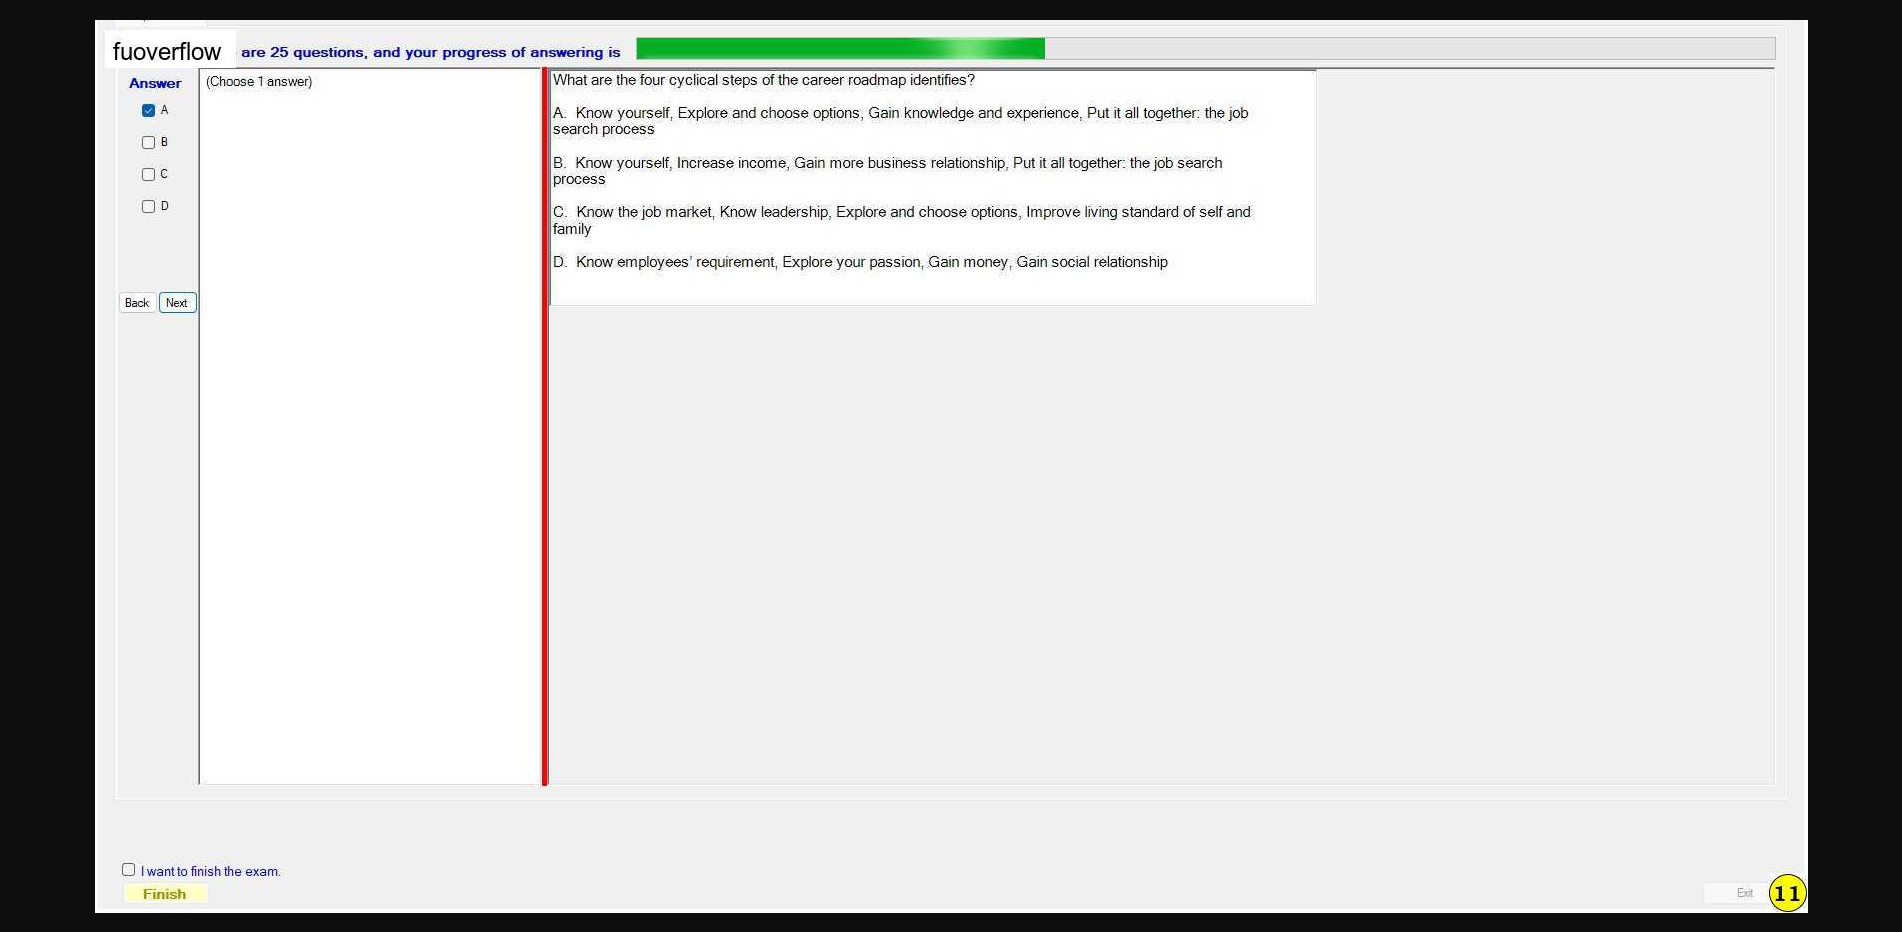 fuoverflow are 25 questions, and your progress of answering is
Answer
(Choose 1 answer)
A
B
C
D
Back Next
What are the four cyclical steps of the career roadmap identifies?
A. Know yourself, Explore and choose options, Gain knowledge and experience, Put it all together: the job
search process
B. Know yourself, Increase income, Gain more business relationship, Put it all together: the job search
process
C. Know the job market, Know leadership, Explore and choose options, Improve living standard of self and
family
D. Know employees' requirement, Explore your passion, Gain money, Gain social relationship
I want to finish the exam.
Finish
Exit
11